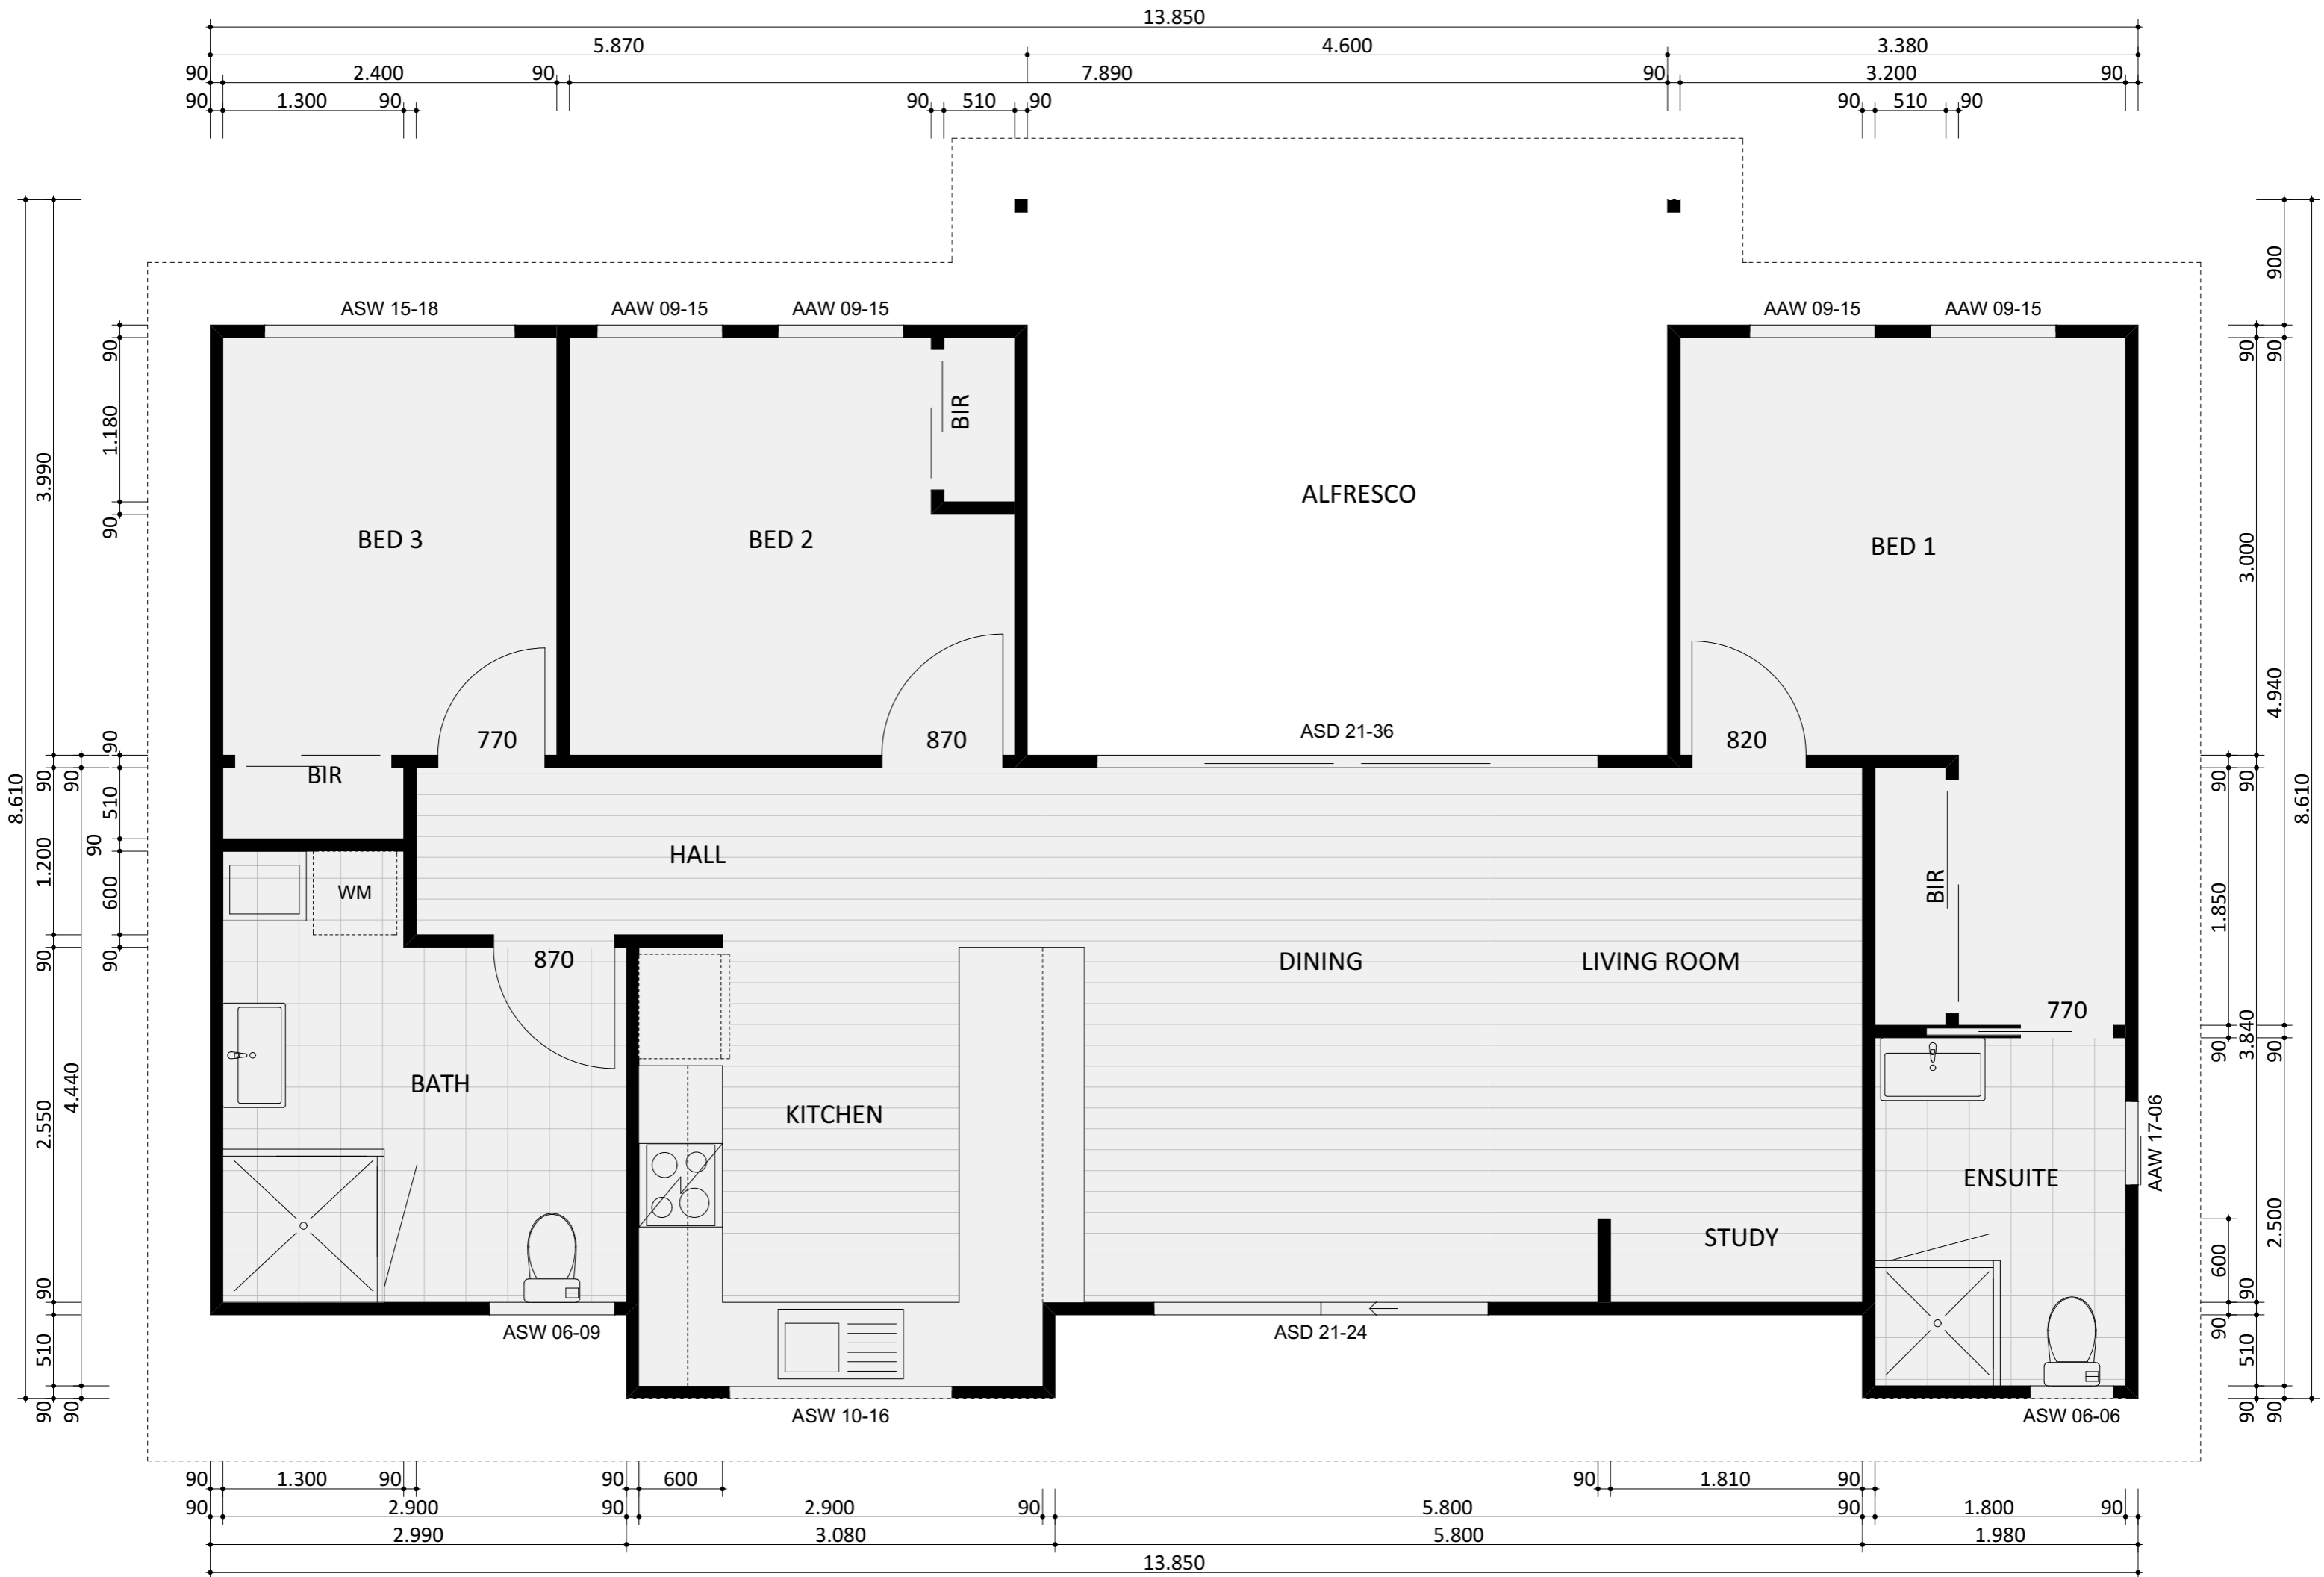 13.850
5.870 4.600 3.380
90 2.400 90 7.890 90 3.200 90
90 1.300 90 90 510 90 90 510 90
ASW 15-18 AAW 09-15 AAW 09-15 AAW 09-15 AAW 09-15
900
90 90 90
1.180
BIR
3.990
ALFRESCO
90
BED 3 BED 2 BED 1
3.000
4.940
770 870 ASD 21-36 820
90
BIR
8.610
90 90 510
90 90
8.610
90
HALL
1.200
600
WM
BIR
1.850
90 90
870
DINING LIVING ROOM
770
90 3.840 90
BATH
4.440
2.550
KITCHEN
AAW 17-06
ENSUITE
STUDY
2.500
600
90 90
ASW 06-09 ASD 21-24
90
510 510
90 90
ASW 10-16 ASW 06-06
90 90
90 1.300 90 90 600 90 1.810 90
90 2.900 90 2.900 90 5.800 90 1.800 90
2.990 3.080 5.800 1.980
13.850